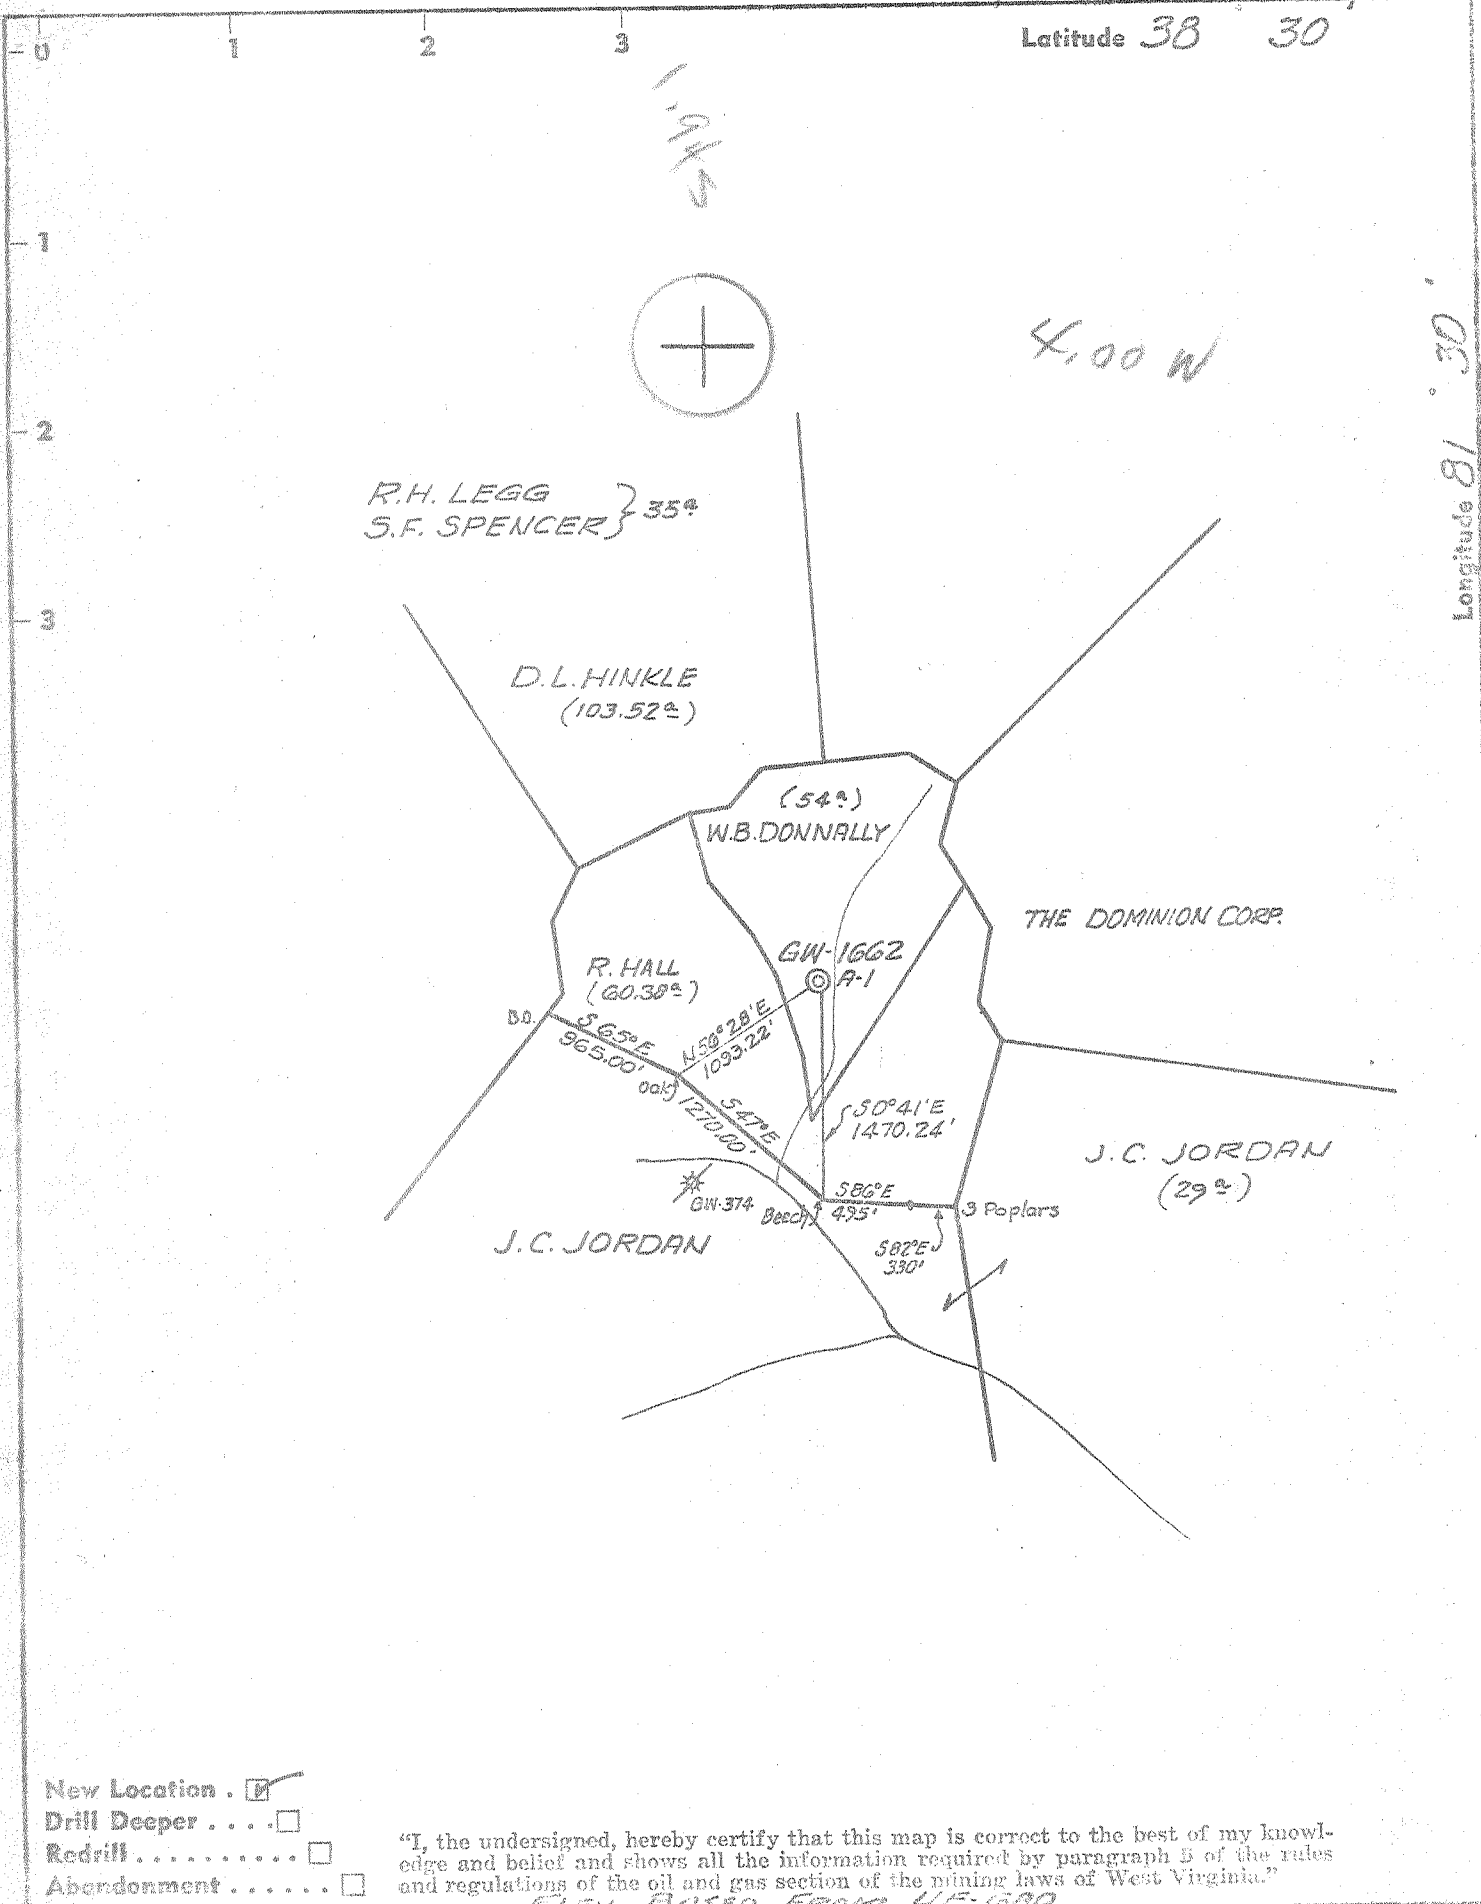 0 1 2 3
Latitude 38 30'
1.94 S
1
4.00 W
Longitude 81° 30'
2
R.H. LEGG
S.F. SPENCER } 35ª
3
D.L. HINKLE
(103.52ª)
(54ª)
W.B. DONNALLY
THE DOMINION CORP.
GW-1662
A-1
R. HALL
(60.38ª)
B.O.
S 65° E
965.00'
N 56° 28' E
1093.22'
Oak
S 47° E
1270.00'
S 0° 41' E
1470.24'
J.C. JORDAN
(29ª)
GW-374
Beech
S 86° E
495'
3 Poplars
S 82° E
330'
J.C. JORDAN
New Location .
Drill Deeper . . . .
Redrill . . . . . . . . . .
Abandonment . . . . . .
“I, the undersigned, hereby certify that this map is correct to the best of my knowl-
edge and belief and shows all the information required by paragraph 5 of the rules
and regulations of the oil and gas section of the mining laws of West Virginia.”